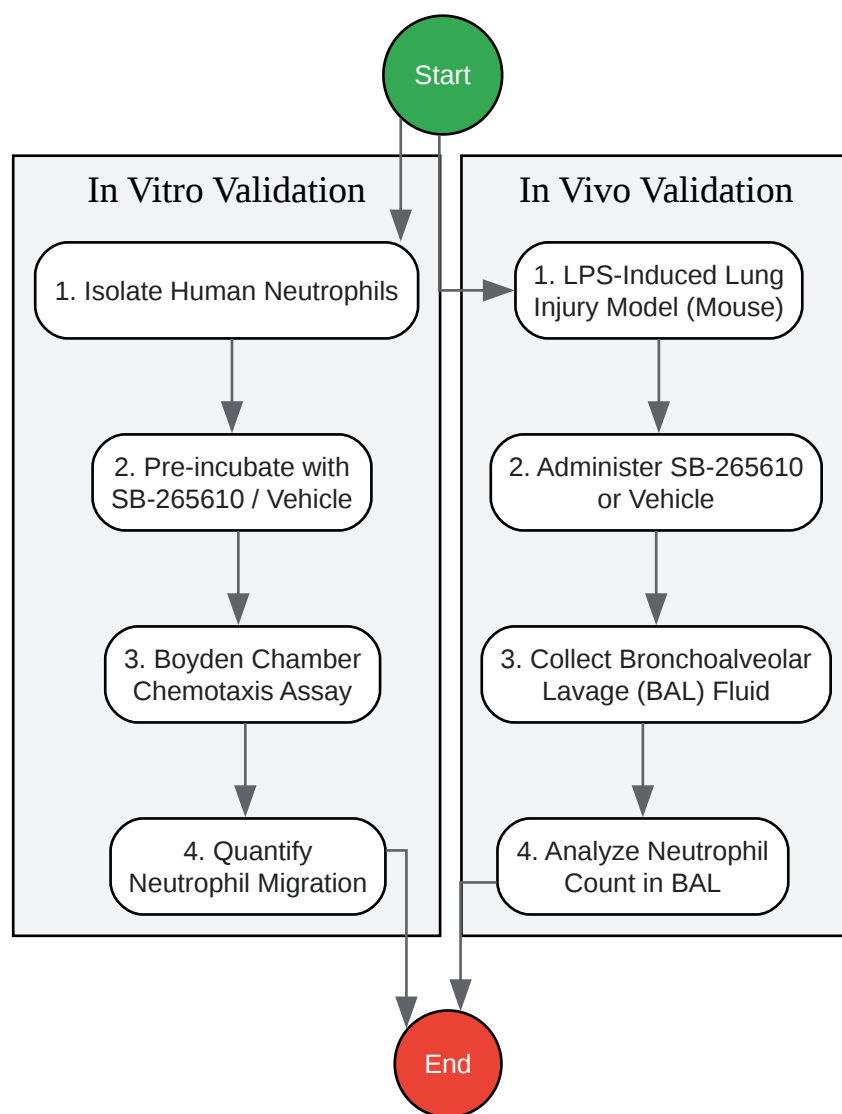 Start
In Vitro Validation
1. Isolate Human Neutrophils
2. Pre-incubate with
SB-265610 / Vehicle
3. Boyden Chamber
Chemotaxis Assay
4. Quantify
Neutrophil Migration
In Vivo Validation
1. LPS-Induced Lung
Injury Model (Mouse)
2. Administer SB-265610
or Vehicle
3. Collect Bronchoalveolar
Lavage (BAL) Fluid
4. Analyze Neutrophil
Count in BAL
End